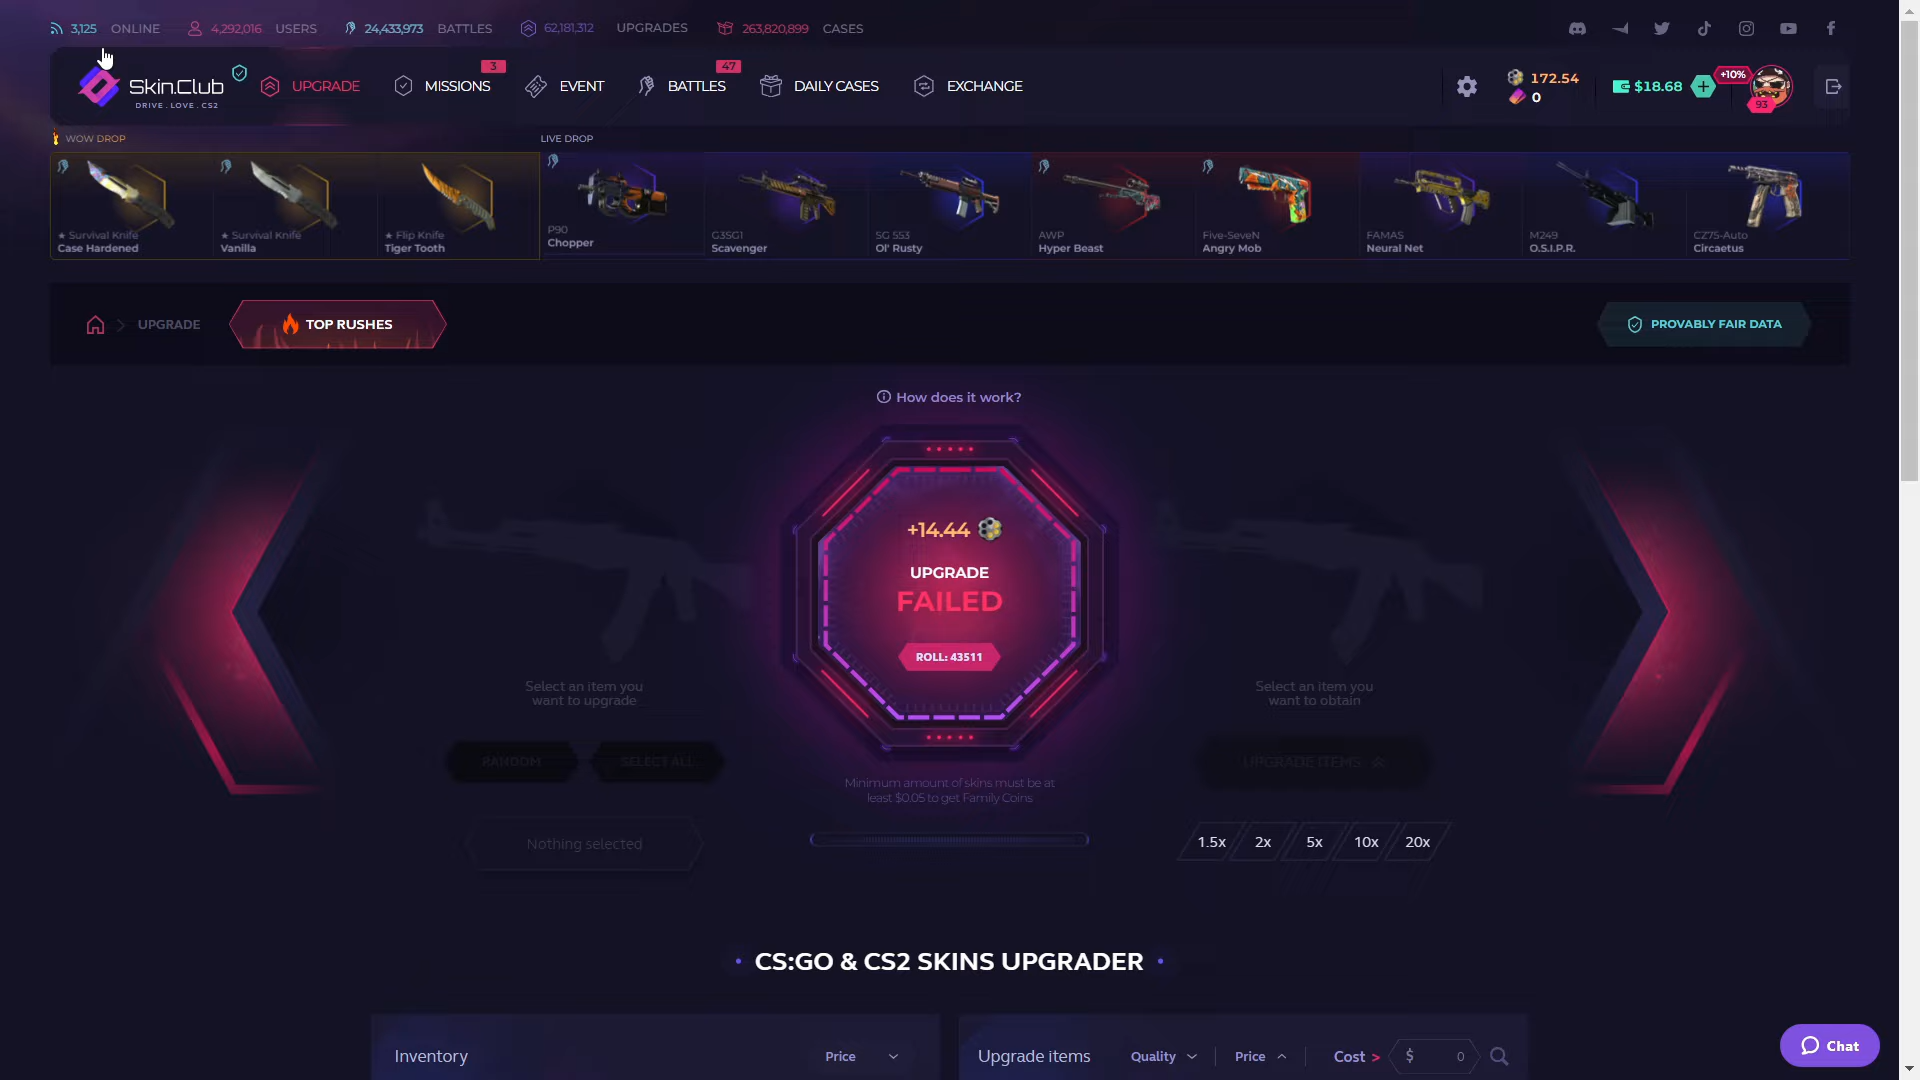 3,125 ONLINE 4,292,016 USERS 24,433,973 BATTLES 62,181,312 UPGRADES 263,820,899 CASES
Skin.Club
DRIVE . LOVE . CS2
UPGRADE
MISSIONS
3
EVENT
BATTLES
47
DAILY CASES
EXCHANGE
172.54
0
$18.68
+
+10%
93
WOW DROP
LIVE DROP
★ Survival Knife
Case Hardened
★ Survival Knife
Vanilla
★ Flip Knife
Tiger Tooth
P90
Chopper
G3SG1
Scavenger
SG 553
Ol' Rusty
AWP
Hyper Beast
Five-SeveN
Angry Mob
FAMAS
Neural Net
M249
O.S.I.P.R.
CZ75-Auto
Circaetus
UPGRADE
TOP RUSHES
PROVABLY FAIR DATA
How does it work?
+14.44
UPGRADE
FAILED
ROLL: 43511
Select an item you
want to upgrade
Select an item you
want to obtain
RANDOM
SELECT ALL
UPGRADE ITEMS
Minimum amount of skins must be at
least $0.05 to get Family Coins
Nothing selected
1.5x 2x 5x 10x 20x
CS:GO & CS2 SKINS UPGRADER
Inventory Price
Upgrade items Quality Price Cost > $ 0
Chat